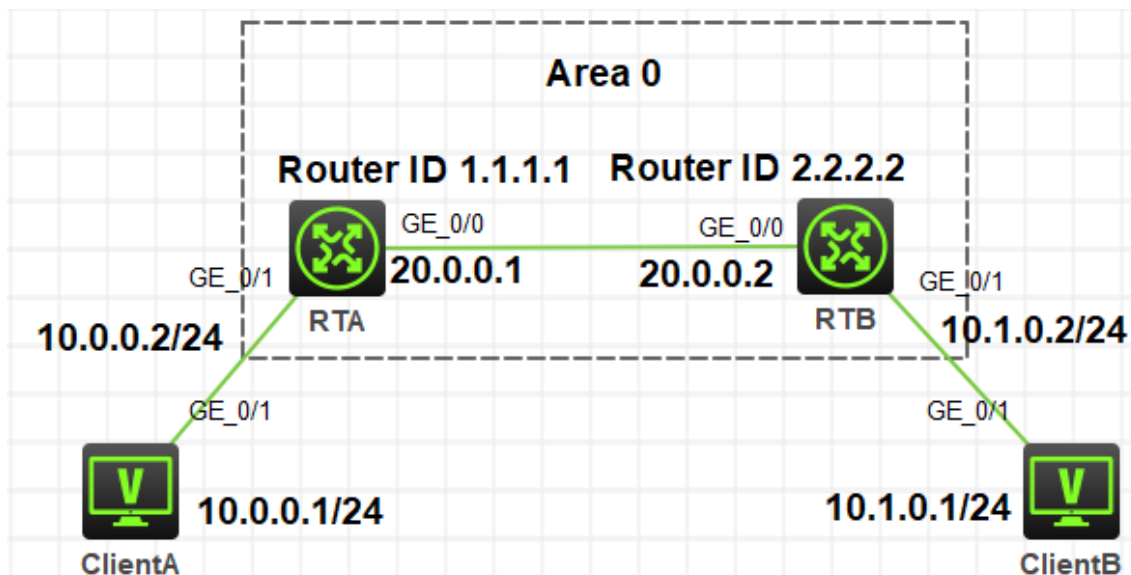 Area 0
Router ID 1.1.1.1
Router ID 2.2.2.2
GE_0/0
GE_0/0
20.0.0.1
20.0.0.2
GE_0/1
GE_0/1
RTA
RTB
10.0.0.2/24
10.1.0.2/24
GE_0/1
GE_0/1
V
10.0.0.1/24
10.1.0.1/24
V
ClientA
ClientB